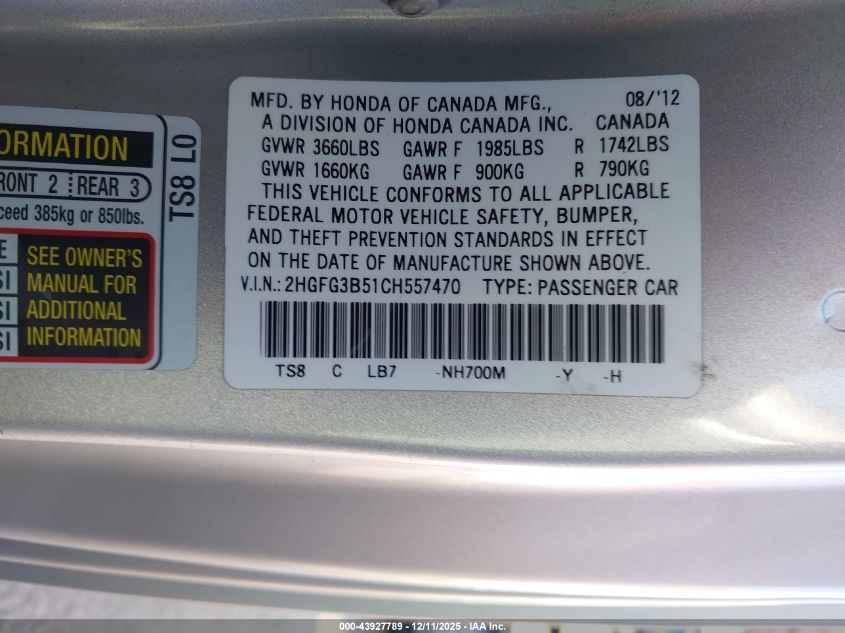 ORMATION
RONT 2 REAR 3
ceed 385kg or 850lbs.
SEE OWNER'S
MANUAL FOR
ADDITIONAL
INFORMATION
TS8 L0
MFD. BY HONDA OF CANADA MFG., 08/'12
A DIVISION OF HONDA CANADA INC. CANADA
GVWR 3660LBS GAWR F 1985LBS R 1742LBS
GVWR 1660KG GAWR F 900KG R 790KG
THIS VEHICLE CONFORMS TO ALL APPLICABLE
FEDERAL MOTOR VEHICLE SAFETY, BUMPER,
AND THEFT PREVENTION STANDARDS IN EFFECT
ON THE DATE OF MANUFACTURE SHOWN ABOVE.
V.I.N.: 2HGFG3B51CH557470 TYPE: PASSENGER CAR
TS8 C LB7 -NH700M -Y -H
000-43927789 - 12/11/2025 - IAA Inc.